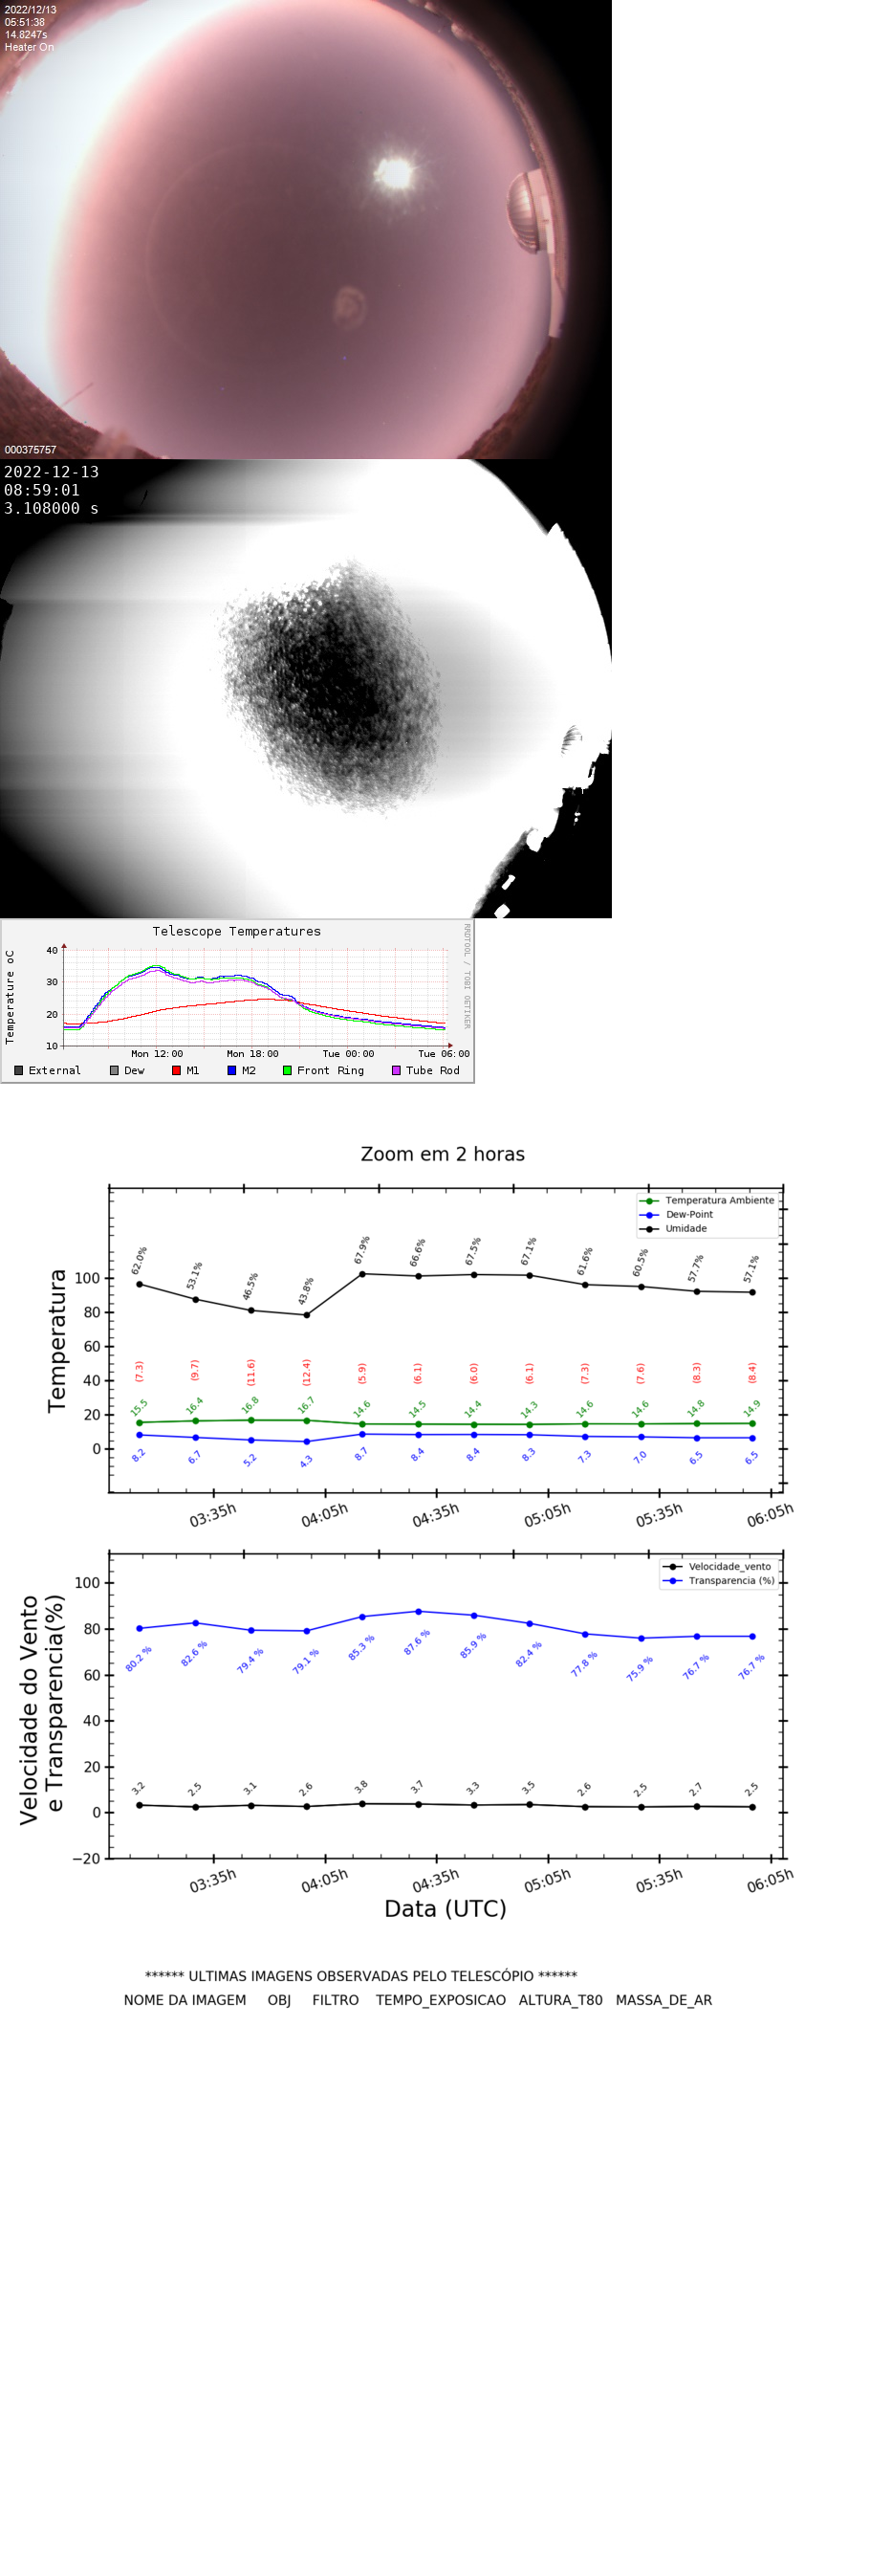 2022/12/13
05:51:38
14.8247s
Heater On
000375757
2022-12-13
08:59:01
3.108000 s
Telescope Temperatures
RRDTOOL / TOBI OETIKER
Temperature oC
40
30
20
10
Mon 12:00 Mon 18:00 Tue 00:00 Tue 06:00
External Dew M1 M2 Front Ring Tube Rod
Zoom em 2 horas
Temperatura Ambiente
Dew-Point
Umidade
Temperatura
100
80
60
40
20
0
62.0% 53.1% 46.5% 43.8% 67.9% 66.6% 67.5% 67.1% 61.6% 60.5% 57.7% 57.1%
(7.3) (9.7) (11.6) (12.4) (5.9) (6.1) (6.0) (6.1) (7.3) (7.6) (8.3) (8.4)
15.5 16.4 16.8 16.7 14.6 14.5 14.4 14.3 14.6 14.6 14.8 14.9
8.2 6.7 5.2 4.3 8.7 8.4 8.4 8.3 7.3 7.0 6.5 6.5
03:35h 04:05h 04:35h 05:05h 05:35h 06:05h
Velocidade_vento
Transparencia (%)
Velocidade do Vento
e Transparencia(%)
100
80
60
40
20
0
−20
80.2 % 82.6 % 79.4 % 79.1 % 85.3 % 87.6 % 85.9 % 82.4 % 77.8 % 75.9 % 76.7 % 76.7 %
3.2 2.5 3.1 2.6 3.8 3.7 3.3 3.5 2.6 2.5 2.7 2.5
03:35h 04:05h 04:35h 05:05h 05:35h 06:05h
Data (UTC)
****** ULTIMAS IMAGENS OBSERVADAS PELO TELESCÓPIO ******
NOME DA IMAGEM OBJ FILTRO TEMPO_EXPOSICAO ALTURA_T80 MASSA_DE_AR